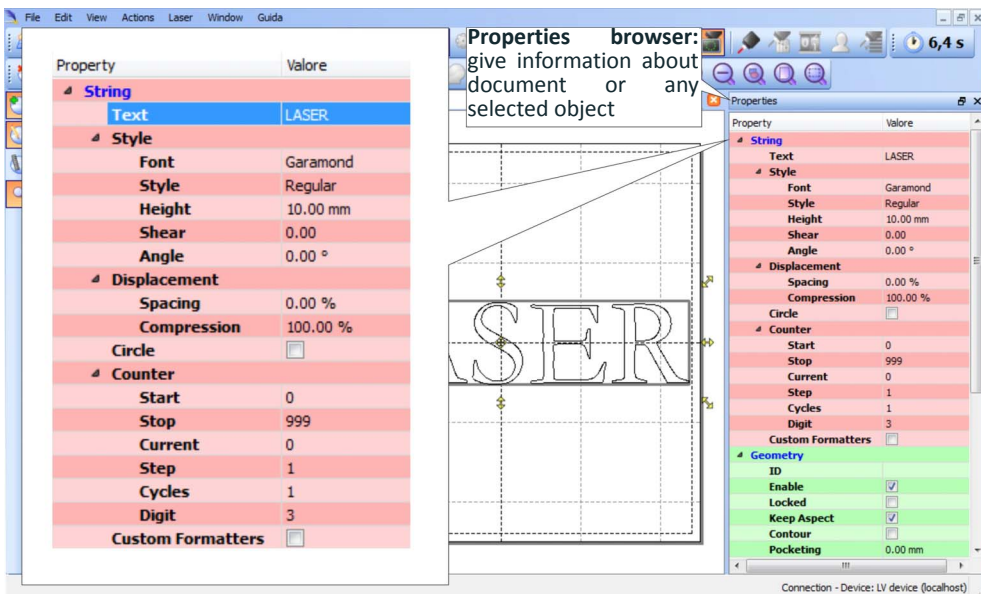 File Edit View Actions Laser Window Guida
6,4 s
Properties browser:
give information about
document or any
selected object
Property Valore
String
Text LASER
Style
Font Garamond
Style Regular
Height 10.00 mm
Shear 0.00
Angle 0.00 °
Displacement
Spacing 0.00 %
Compression 100.00 %
Circle
Counter
Start 0
Stop 999
Current 0
Step 1
Cycles 1
Digit 3
Custom Formatters
ASER
Properties
Property Valore
String
Text LASER
Style
Font Garamond
Style Regular
Height 10.00 mm
Shear 0.00
Angle 0.00 °
Displacement
Spacing 0.00 %
Compression 100.00 %
Circle
Counter
Start 0
Stop 999
Current 0
Step 1
Cycles 1
Digit 3
Custom Formatters
Geometry
ID
Enable
Locked
Keep Aspect
Contour
Pocketing 0.00 mm
Connection - Device: LV device (localhost)